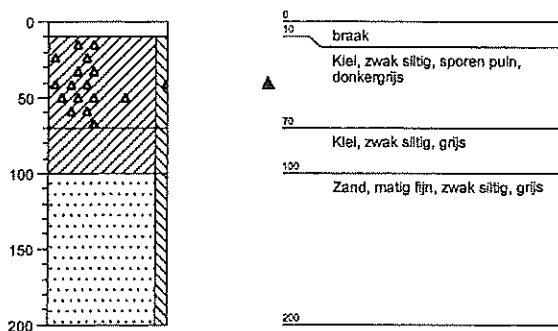 0
50
100
150
200
0
braak
10
Klei, zwak siltig, sporen puin,
donkergrijs
70
Klei, zwak siltig, grijs
100
Zand, matig fijn, zwak siltig, grijs
200